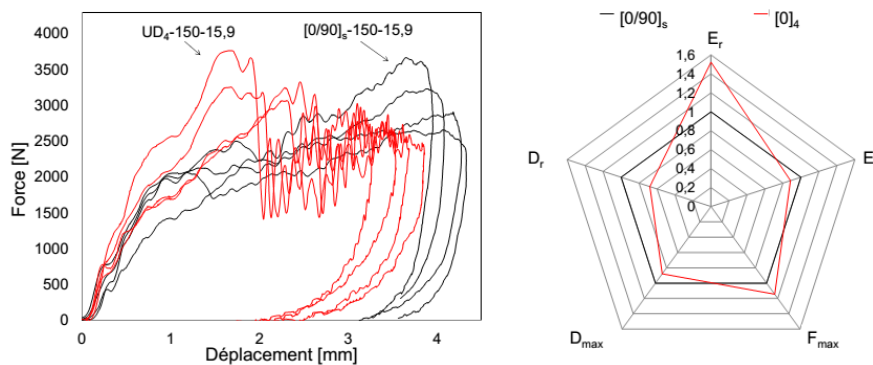 4000
3500
3000
2500
2000
1500
1000
500
0
Force [N]
UD4-150-15,9
[0/90]s-150-15,9
0 1 2 3 4
Déplacement [mm]
[0/90]s [0]4
Er
1,6
1,4
1,2
1
0,8
0,6
0,4
0,2
0
Dr
E
Dmax
Fmax